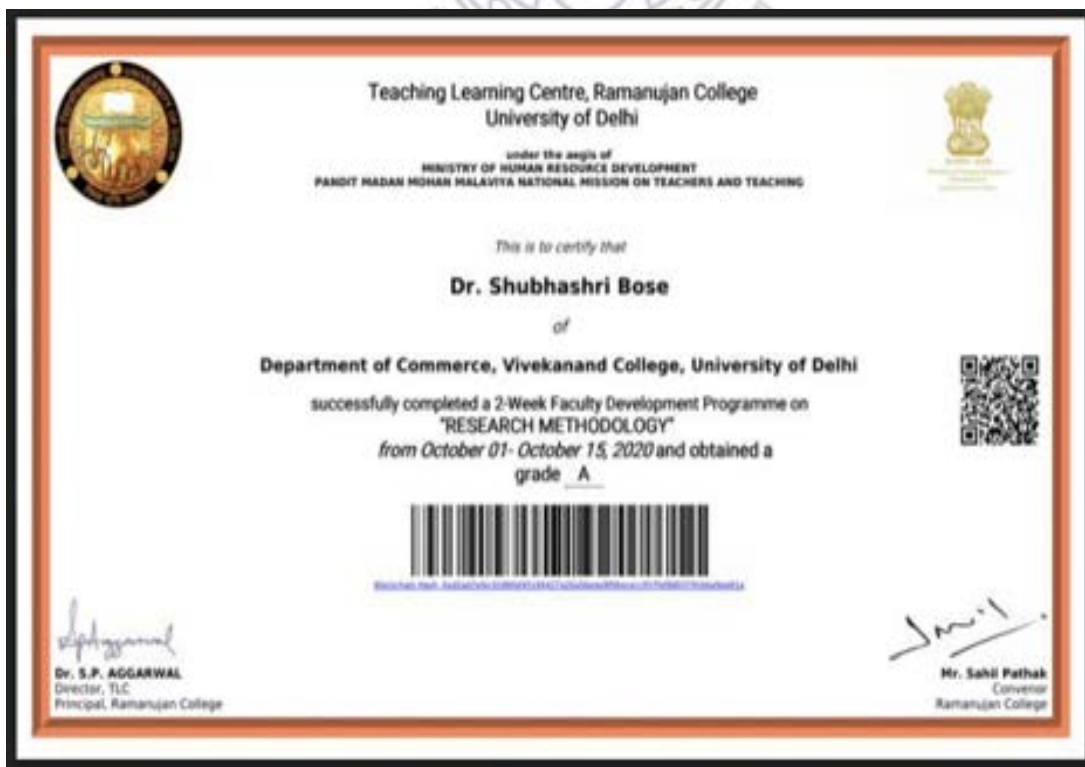 Teaching Learning Centre, Ramanujan College
University of Delhi
under the aegis of
MINISTRY OF HUMAN RESOURCE DEVELOPMENT
PANDIT MADAN MOHAN MALAVIYA NATIONAL MISSION ON TEACHERS AND TEACHING
This is to certify that
Dr. Shubhashri Bose
of
Department of Commerce, Vivekanand College, University of Delhi
successfully completed a 2-Week Faculty Development Programme on
"RESEARCH METHODOLOGY"
from October 01- October 15, 2020 and obtained a
grade A
Dr. S.P. AGGARWAL
Director, TLC
Principal, Ramanujan College
Mr. Sahil Pathak
Convenor
Ramanujan College